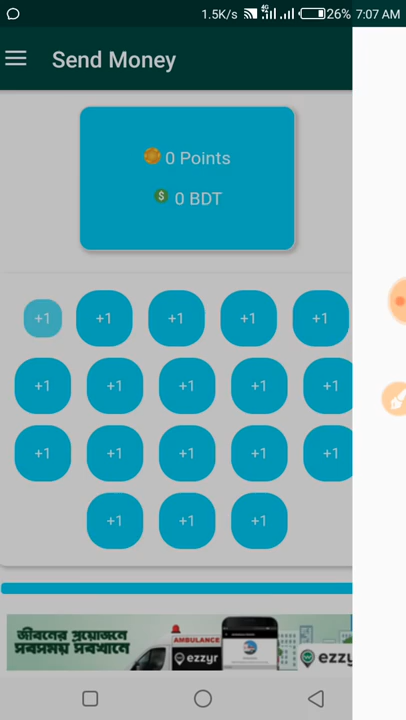 1.5K/s 4G 26% 7:07 AM
Send Money
0 Points
$ 0 BDT
+1 +1 +1 +1 +1
+1 +1 +1 +1 +1
+1 +1 +1 +1 +1
+1 +1 +1
জীবনের প্রয়োজনে
সবসময় সবখানে
AMBULANCE
ezzyr
ezzyr